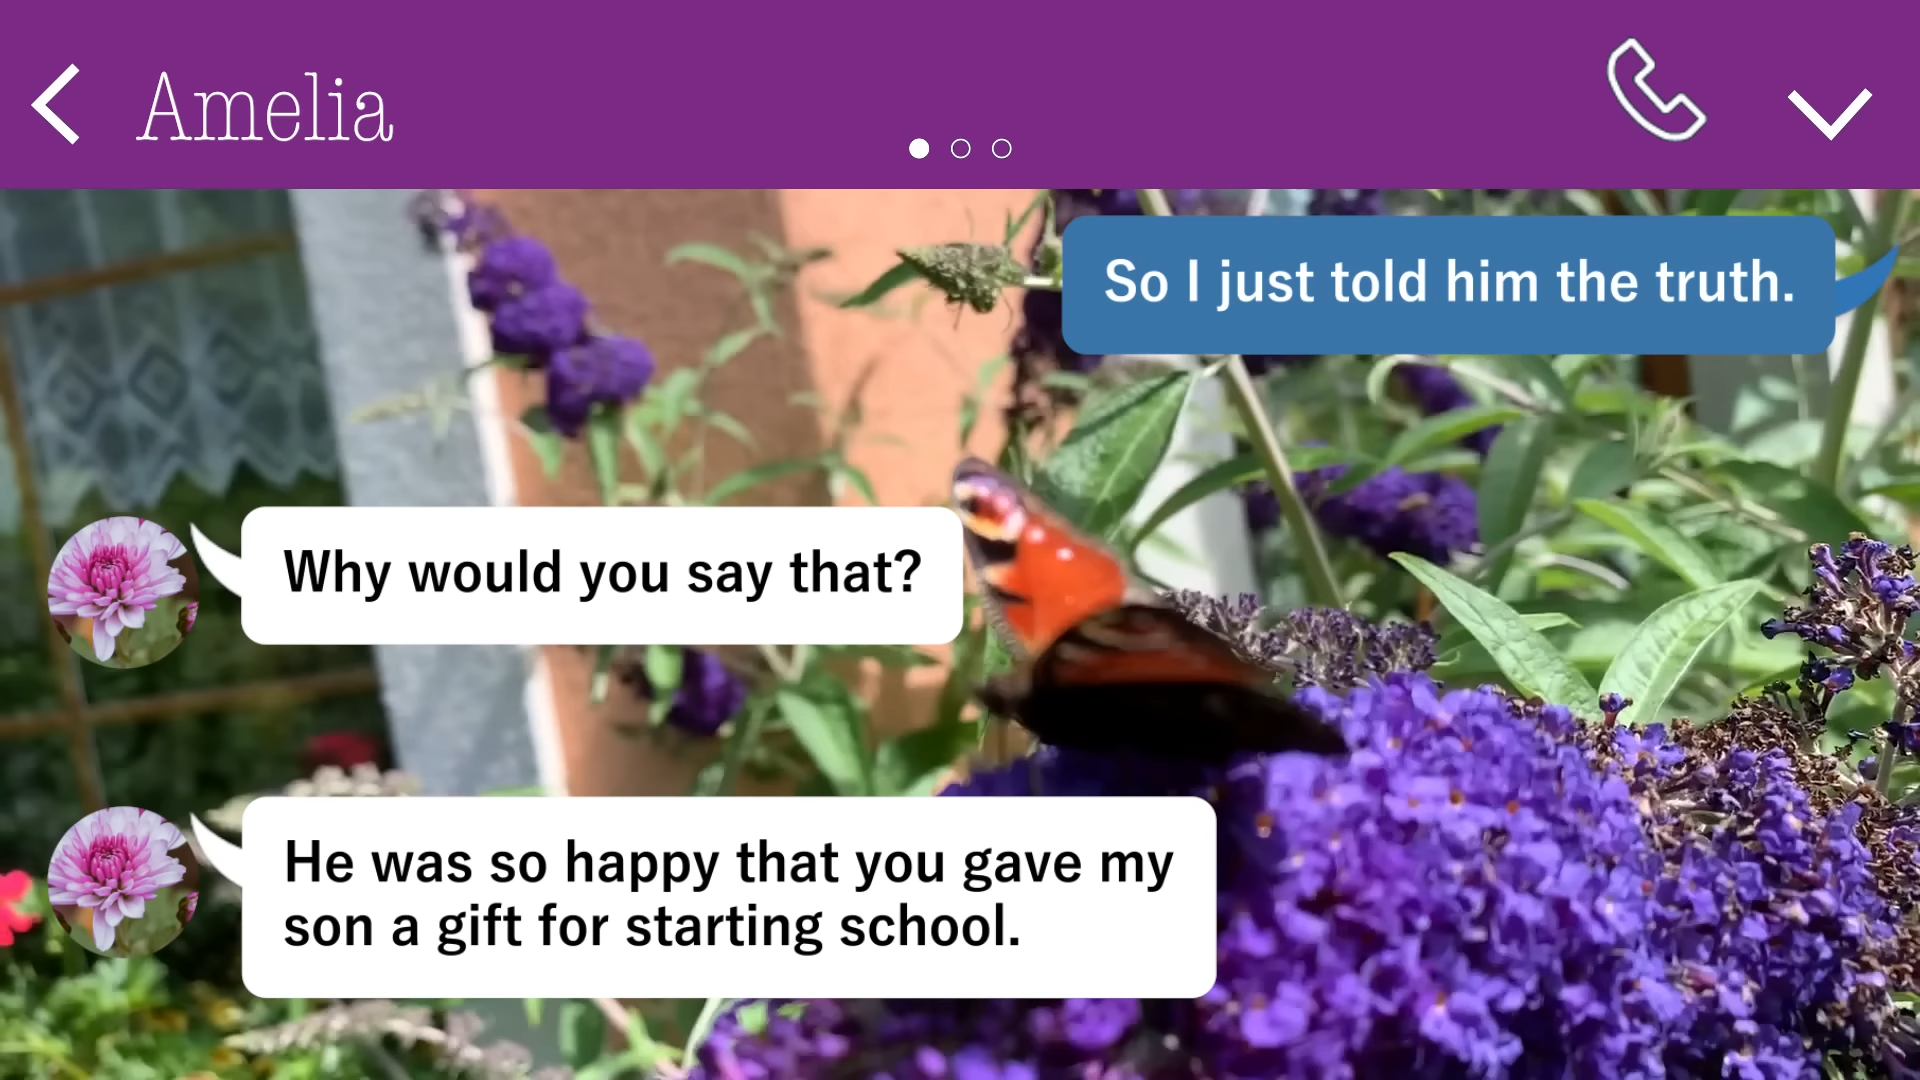 Amelia
So I just told him the truth.
Why would you say that?
He was so happy that you gave my
son a gift for starting school.